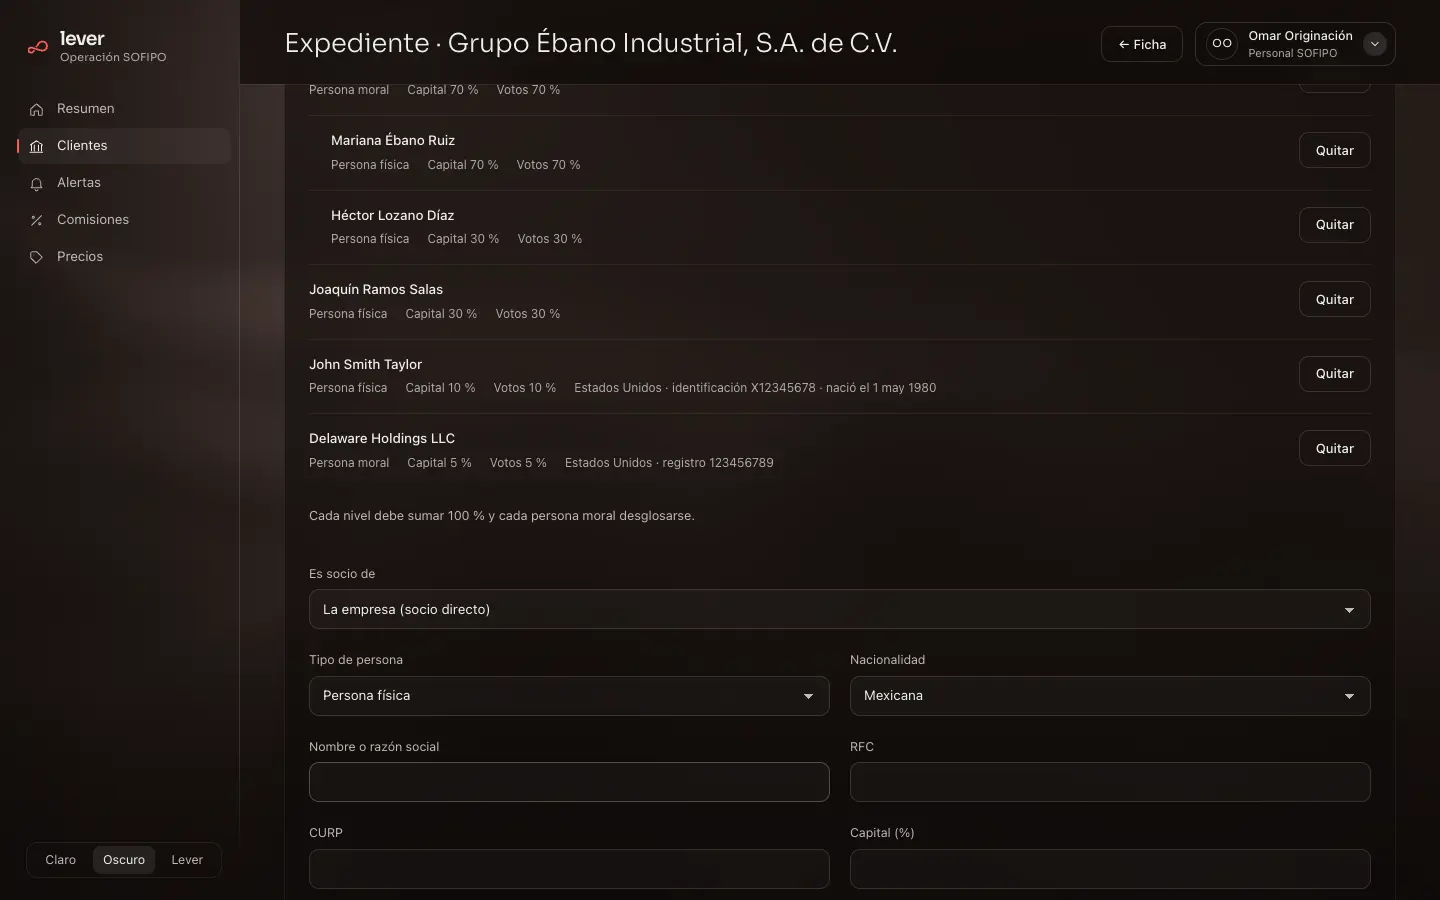 lever
Operación SOFIPO
Resumen
Clientes
Alertas
Comisiones
Precios
Claro
Oscuro
Lever
Expediente · Grupo Ébano Industrial, S.A. de C.V.
← Ficha
OO
Omar Originación
Personal SOFIPO
Persona moral Capital 70 % Votos 70 %
Mariana Ébano Ruiz
Persona física Capital 70 % Votos 70 %
Quitar
Héctor Lozano Díaz
Persona física Capital 30 % Votos 30 %
Quitar
Joaquín Ramos Salas
Persona física Capital 30 % Votos 30 %
Quitar
John Smith Taylor
Persona física Capital 10 % Votos 10 % Estados Unidos · identificación X12345678 · nació el 1 may 1980
Quitar
Delaware Holdings LLC
Persona moral Capital 5 % Votos 5 % Estados Unidos · registro 123456789
Quitar
Cada nivel debe sumar 100 % y cada persona moral desglosarse.
Es socio de
La empresa (socio directo)
Tipo de persona
Persona física
Nacionalidad
Mexicana
Nombre o razón social
RFC
CURP
Capital (%)